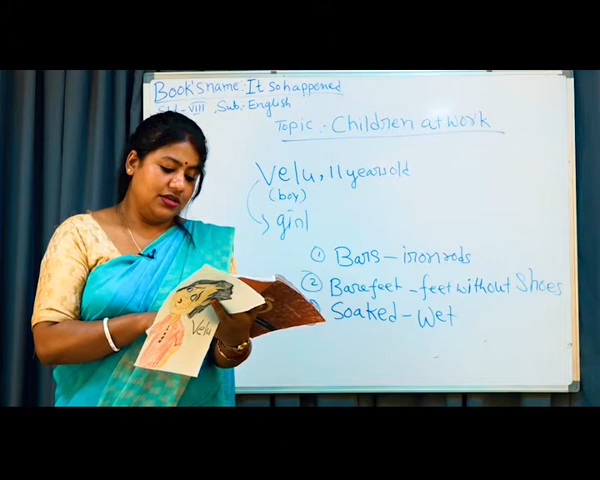 Book's name: It so happened
Std-VIII, Sub:- English
Topic :- Children at work
Velu, 11 years old
(boy)
girl
① Bars – iron rods
② Barefeet – feet without Shoes
Soaked – Wet
Velu